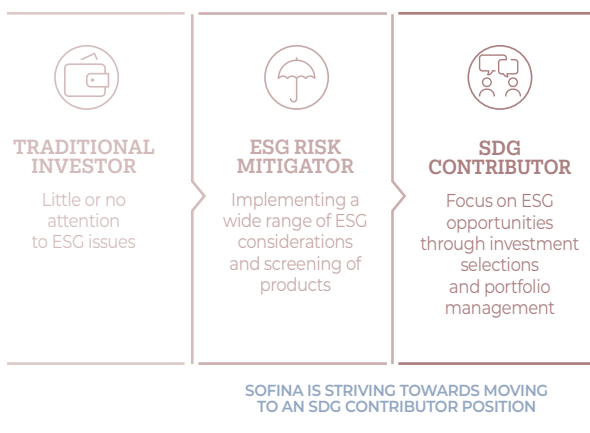 TRADITIONAL
INVESTOR
Little or no
attention
to ESG issues
ESG RISK
MITIGATOR
Implementing a
wide range of ESG
considerations
and screening of
products
SDG
CONTRIBUTOR
Focus on ESG
opportunities
through investment
selections
and portfolio
management
SOFINA IS STRIVING TOWARDS MOVING
TO AN SDG CONTRIBUTOR POSITION